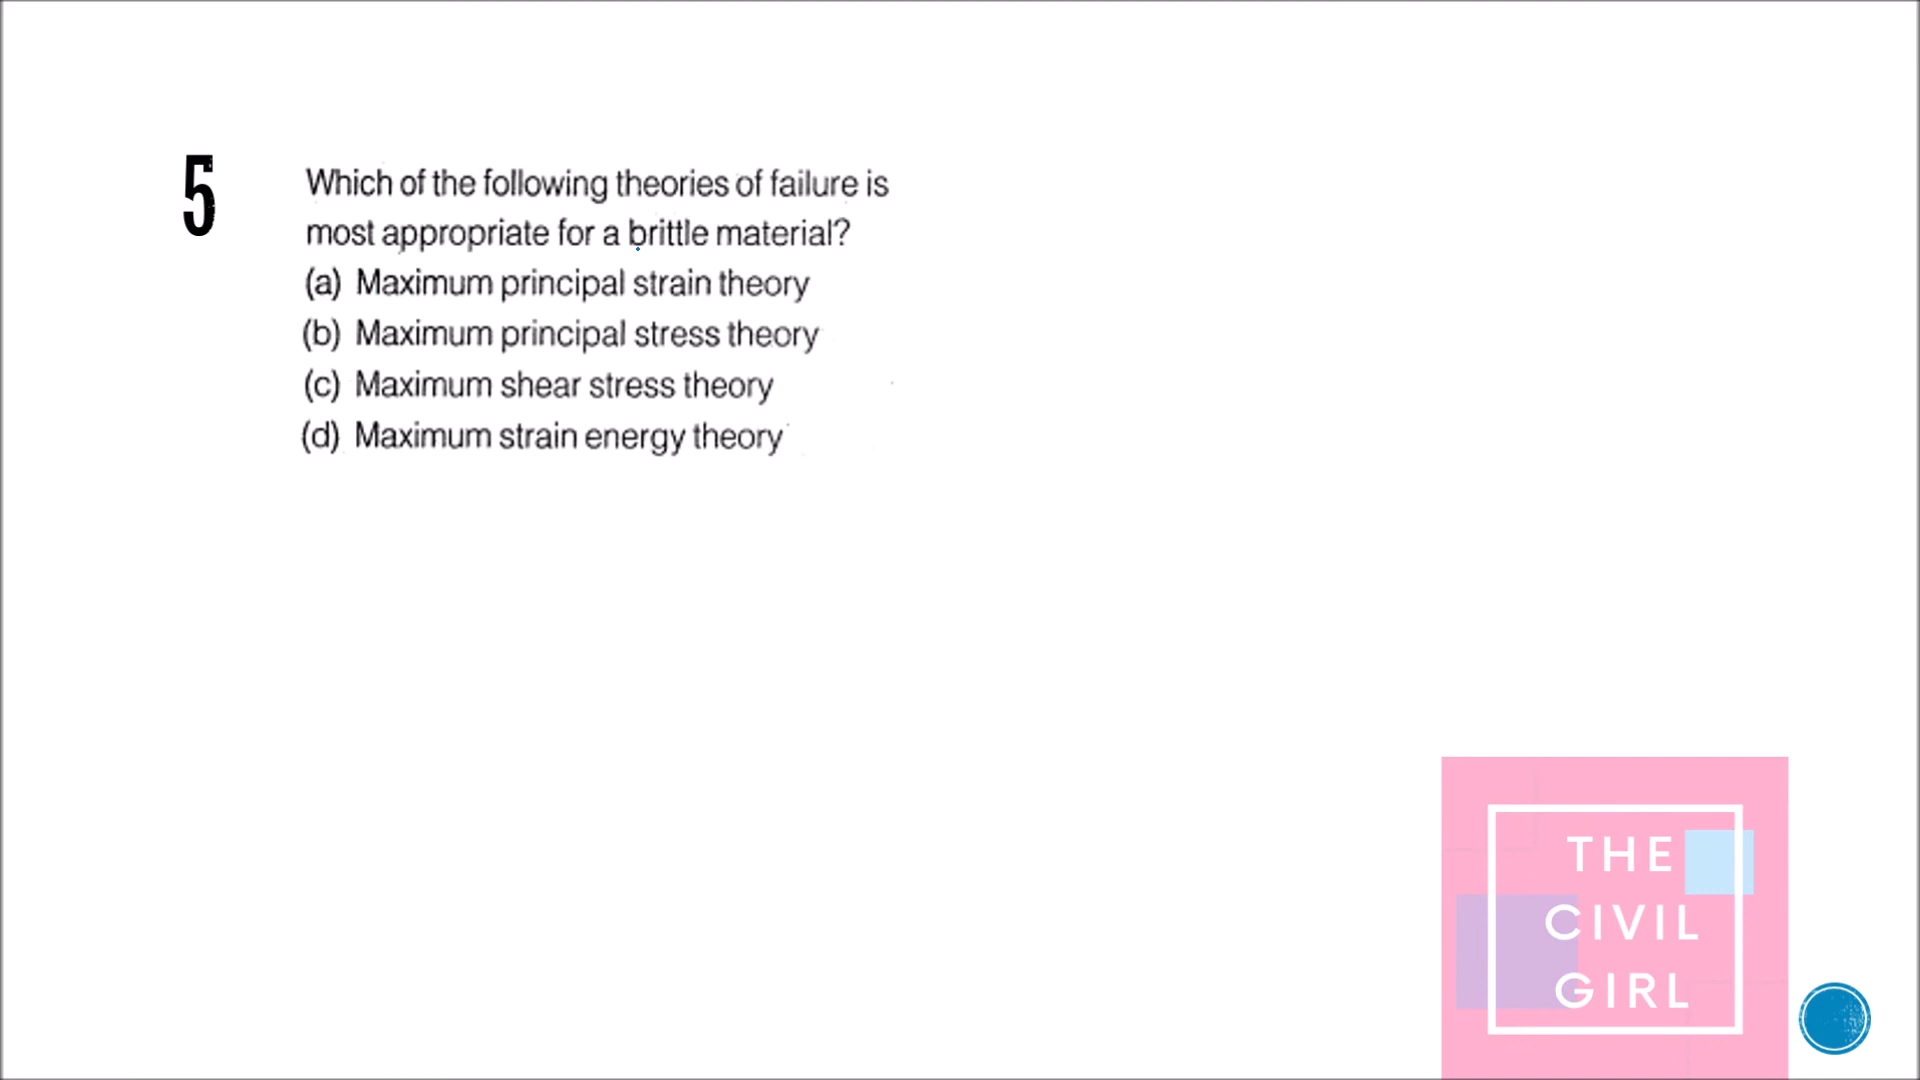 5
Which of the following theories of failure is
most appropriate for a brittle material?
(a) Maximum principal strain theory
(b) Maximum principal stress theory
(c) Maximum shear stress theory
(d) Maximum strain energy theory
THE
CIVIL
GIRL